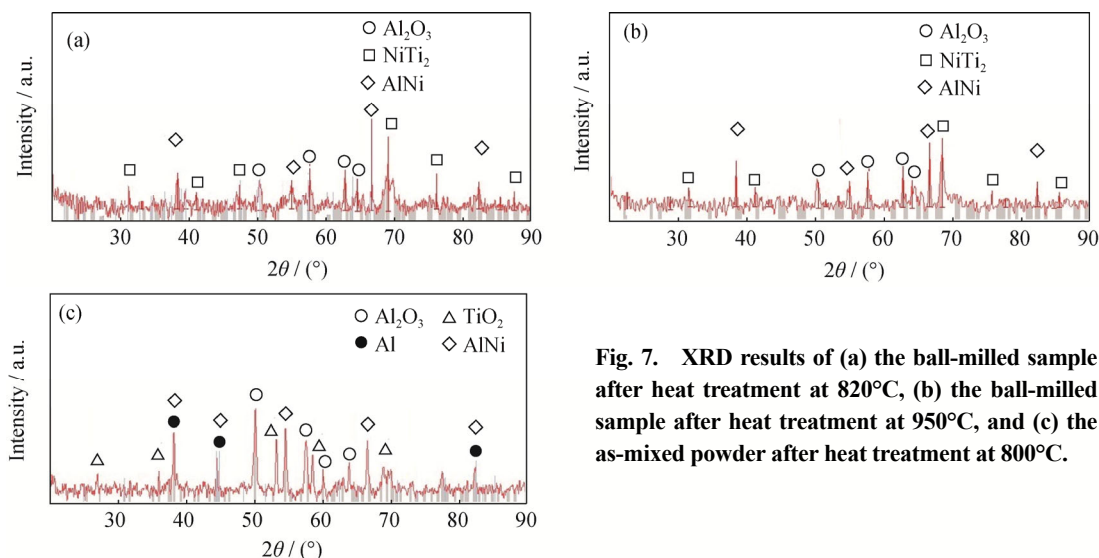 (a)
Al₂O₃
NiTi₂
AlNi
Intensity / a.u.
30 40 50 60 70 80 90
2θ / (°)
(b)
Al₂O₃
NiTi₂
AlNi
Intensity / a.u.
30 40 50 60 70 80 90
2θ / (°)
(c)
Al₂O₃ TiO₂
Al AlNi
Intensity / a.u.
30 40 50 60 70 80 90
2θ / (°)
Fig. 7. XRD results of (a) the ball-milled sample
after heat treatment at 820°C, (b) the ball-milled
sample after heat treatment at 950°C, and (c) the
as-mixed powder after heat treatment at 800°C.